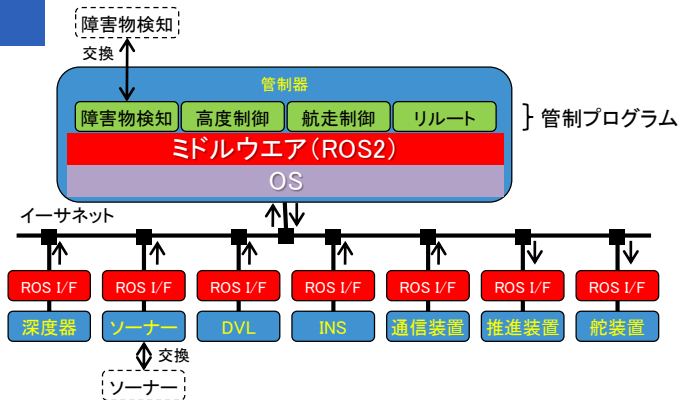 障害物検知
交換
管制器
障害物検知 高度制御 航走制御 リルート
管制プログラム
ミドルウエア(ROS2)
OS
イーサネット
ROS I/F ROS I/F ROS I/F ROS I/F ROS I/F ROS I/F ROS I/F
深度器 ソーナー DVL INS 通信装置 推進装置 舵装置
交換
ソーナー